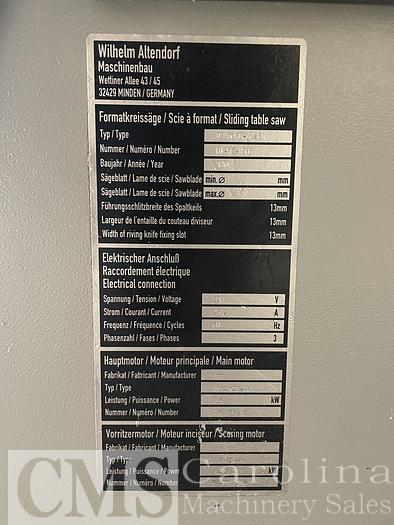 Wilhelm Altendorf
Maschinenbau
Wettiner Allee 43 / 45
32429 MINDEN / GERMANY
Formatkreissäge / Scie à format / Sliding table saw
Typ / Type
Nummer / Numéro / Number
Baujahr / Année / Year
Sägeblatt / Lame de scie / Sawblade min. ø mm
Sägeblatt / Lame de scie / Sawblade max. ø mm
Führungsschlitzbreite des Spaltkeils 13mm
Largeur de l'entaille du couteau diviseur 13mm
Width of riving knife fixing slot 13mm
Elektrischer Anschluß
Raccordement électrique
Electrical connection
Spannung / Tension / Voltage V
Strom / Courant / Current A
Frequenz / Fréquence / Cycles Hz
Phasenzahl / Fases / Phases 3
Hauptmotor / Moteur principale / Main motor
Fabrikat / Fabricant / Manufacturer
Typ / Type
Leistung / Puissance / Power kW
Nummer / Numéro / Number
Vorritzermotor / Moteur inciseur / Scoring motor
Fabrikat / Fabricant / Manufacturer
Typ / Type
Leistung / Puissance / Power kW
Nummer / Numéro / Number
CMS Carolina
Machinery Sales